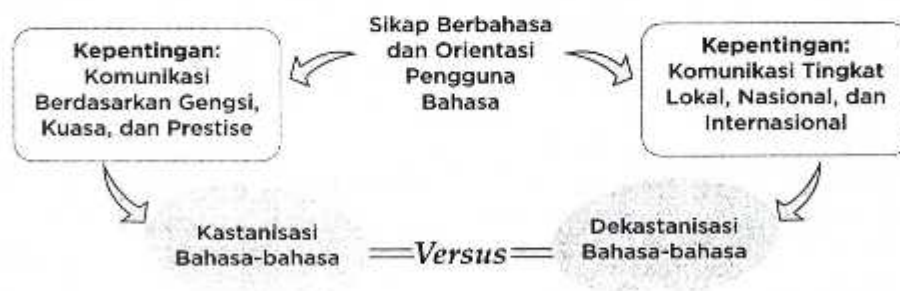 Sikap Berbahasa
dan Orientasi
Pengguna
Bahasa
Kepentingan:
Komunikasi
Berdasarkan Gengsi,
Kuasa, dan Prestise
Kepentingan:
Komunikasi Tingkat
Lokal, Nasional, dan
Internasional
Kastanisasi
Bahasa-bahasa
Versus
Dekastanisasi
Bahasa-bahasa